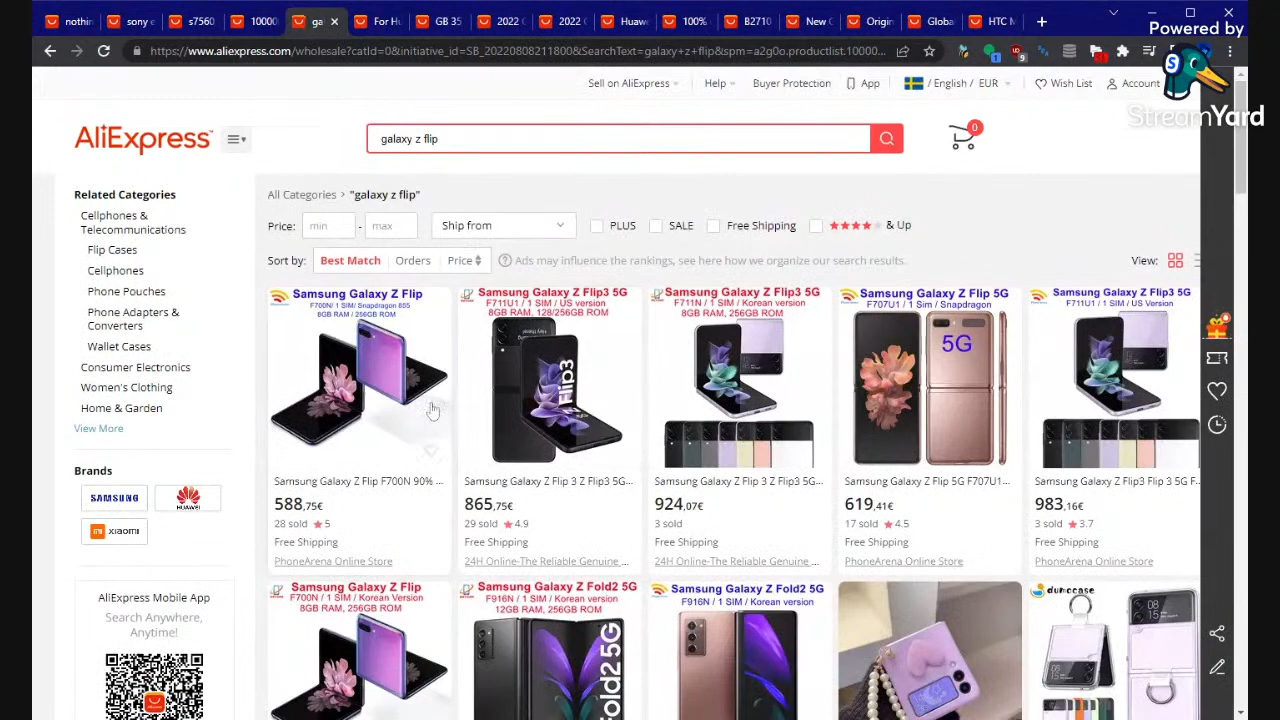 nothin
sony e
s7560
10000
ga
For Hu
GB 35
2022 C
2022 C
Huaw
100%
B2710
New C
Origin
Globa
HTC M
Powered by
StreamYard
https://www.aliexpress.com/wholesale?catId=0&initiative_id=SB_20220808211800&SearchText=galaxy+z+flip&spm=a2g0o.productlist.10000...
Sell on AliExpress
Help
Buyer Protection
App
/ English / EUR
Wish List
Account
AliExpress
galaxy z flip
0
Related Categories
Cellphones &
Telecommunications
Flip Cases
Cellphones
Phone Pouches
Phone Adapters &
Converters
Wallet Cases
Consumer Electronics
Women's Clothing
Home & Garden
View More
Brands
SAMSUNG
HUAWEI
xiaomi
AliExpress Mobile App
Search Anywhere,
Anytime!
All Categories > "galaxy z flip"
Price: min - max
Ship from
PLUS
SALE
Free Shipping
& Up
Sort by:
Best Match
Orders
Price
Ads may influence the rankings, see here how we organize our search results.
View:
Samsung Galaxy Z Flip
F700N/ 1 SIM/ Snapdragon 855
8GB RAM / 256GB ROM
Samsung Galaxy Z Flip F700N 90% ...
588,75€
28 sold 5
Free Shipping
PhoneArena Online Store
Samsung Galaxy Z Flip3 5G
F711U1 / 1 SIM / US version
8GB RAM, 128/256GB ROM
Flip3
Samsung Galaxy Z Flip 3 Z Flip3 5G...
865,75€
29 sold 4.9
Free Shipping
24H Online-The Reliable Genuine ...
Samsung Galaxy Z Flip3 5G
F711N / 1 SIM / Korean version
8GB RAM / 256GB ROM
Samsung Galaxy Z Flip 3 Z Flip3 5G...
924,07€
3 sold
Free Shipping
24H Online-The Reliable Genuine ...
Samsung Galaxy Z Flip 5G
F707U1 / 1 Sim / Snapdragon
5G
Samsung Galaxy Z Flip 5G F707U1...
619,41€
17 sold 4.5
Free Shipping
PhoneArena Online Store
Samsung Galaxy Z Flip3 5G
F711U1 / 1 SIM / US Version
Samsung Galaxy Z Flip3 Flip 3 5G F...
983,16€
3 sold 3.7
Free Shipping
PhoneArena Online Store
Samsung Galaxy Z Flip
F700N / 1 SIM / Korean Version
8GB RAM / 256GB ROM
Samsung Galaxy Z Fold2 5G
F916N / 1 SIM / Korean version
12GB RAM, 256GB ROM
Fold2 5G
Samsung Galaxy Z Fold2 5G
F916N / 1 SIM / Korean version
dumocase